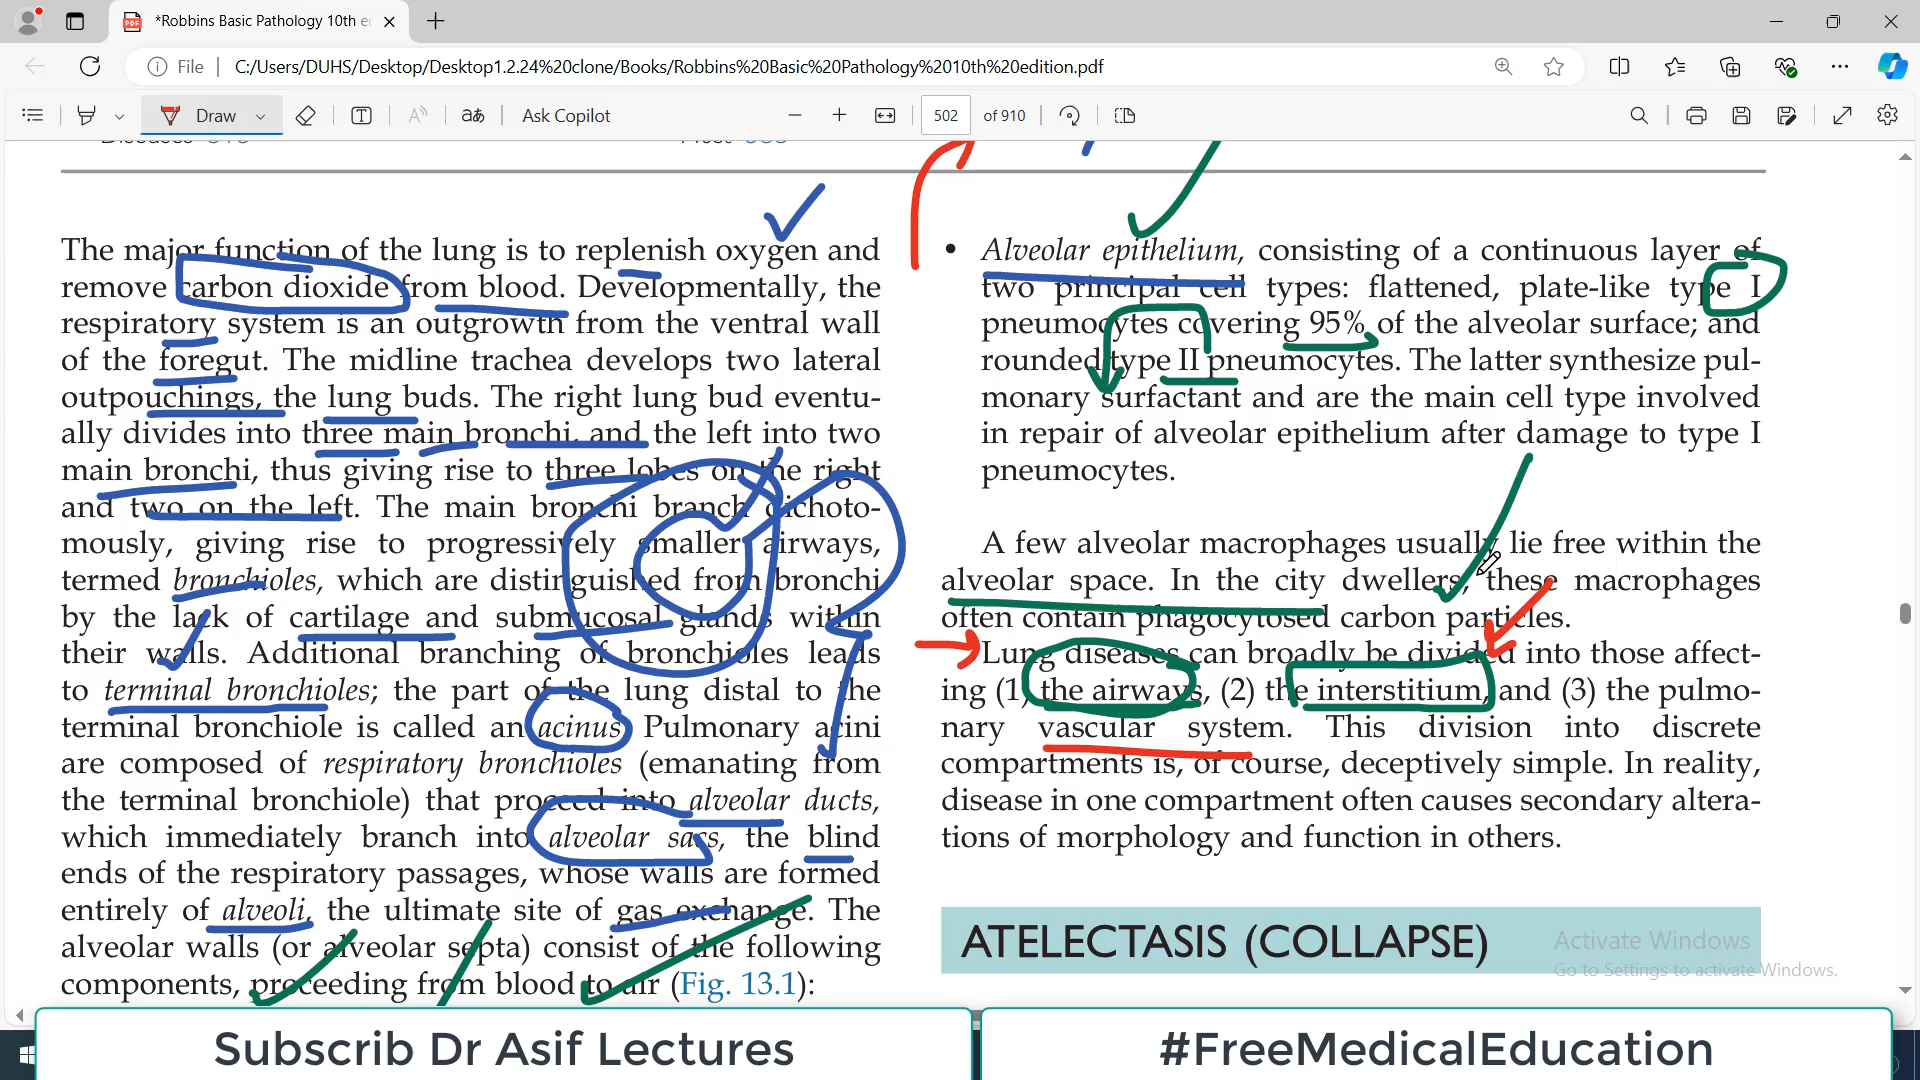 *Robbins Basic Pathology 10th e
File
C:/Users/DUHS/Desktop/Desktop1.2.24%20clone/Books/Robbins%20Basic%20Pathology%2010th%20edition.pdf
Draw
aあ
Ask Copilot
502 of 910
The major function of the lung is to replenish oxygen and
remove carbon dioxide from blood. Developmentally, the
respiratory system is an outgrowth from the ventral wall
of the foregut. The midline trachea develops two lateral
outpouchings, the lung buds. The right lung bud eventu-
ally divides into three main bronchi, and the left into two
main bronchi, thus giving rise to three lobes on the right
and two on the left. The main bronchi branch dichoto-
mously, giving rise to progressively smaller airways,
termed bronchioles, which are distinguished from bronchi
by the lack of cartilage and submucosal glands within
their walls. Additional branching of bronchioles leads
to terminal bronchioles; the part of the lung distal to the
terminal bronchiole is called an acinus. Pulmonary acini
are composed of respiratory bronchioles (emanating from
the terminal bronchiole) that proceed into alveolar ducts,
which immediately branch into alveolar sacs, the blind
ends of the respiratory passages, whose walls are formed
entirely of alveoli, the ultimate site of gas exchange. The
alveolar walls (or alveolar septa) consist of the following
components, proceeding from blood to air (Fig. 13.1):
• Alveolar epithelium, consisting of a continuous layer of
two principal cell types: flattened, plate-like type I
pneumocytes covering 95% of the alveolar surface; and
rounded type II pneumocytes. The latter synthesize pul-
monary surfactant and are the main cell type involved
in repair of alveolar epithelium after damage to type I
pneumocytes.
A few alveolar macrophages usually lie free within the
alveolar space. In the city dwellers, these macrophages
often contain phagocytosed carbon particles.
Lung diseases can broadly be divided into those affect-
ing (1) the airways, (2) the interstitium, and (3) the pulmo-
nary vascular system. This division into discrete
compartments is, of course, deceptively simple. In reality,
disease in one compartment often causes secondary altera-
tions of morphology and function in others.
ATELECTASIS (COLLAPSE)
Activate Windows
Go to Settings to activate Windows.
Subscrib Dr Asif Lectures
#FreeMedicalEducation